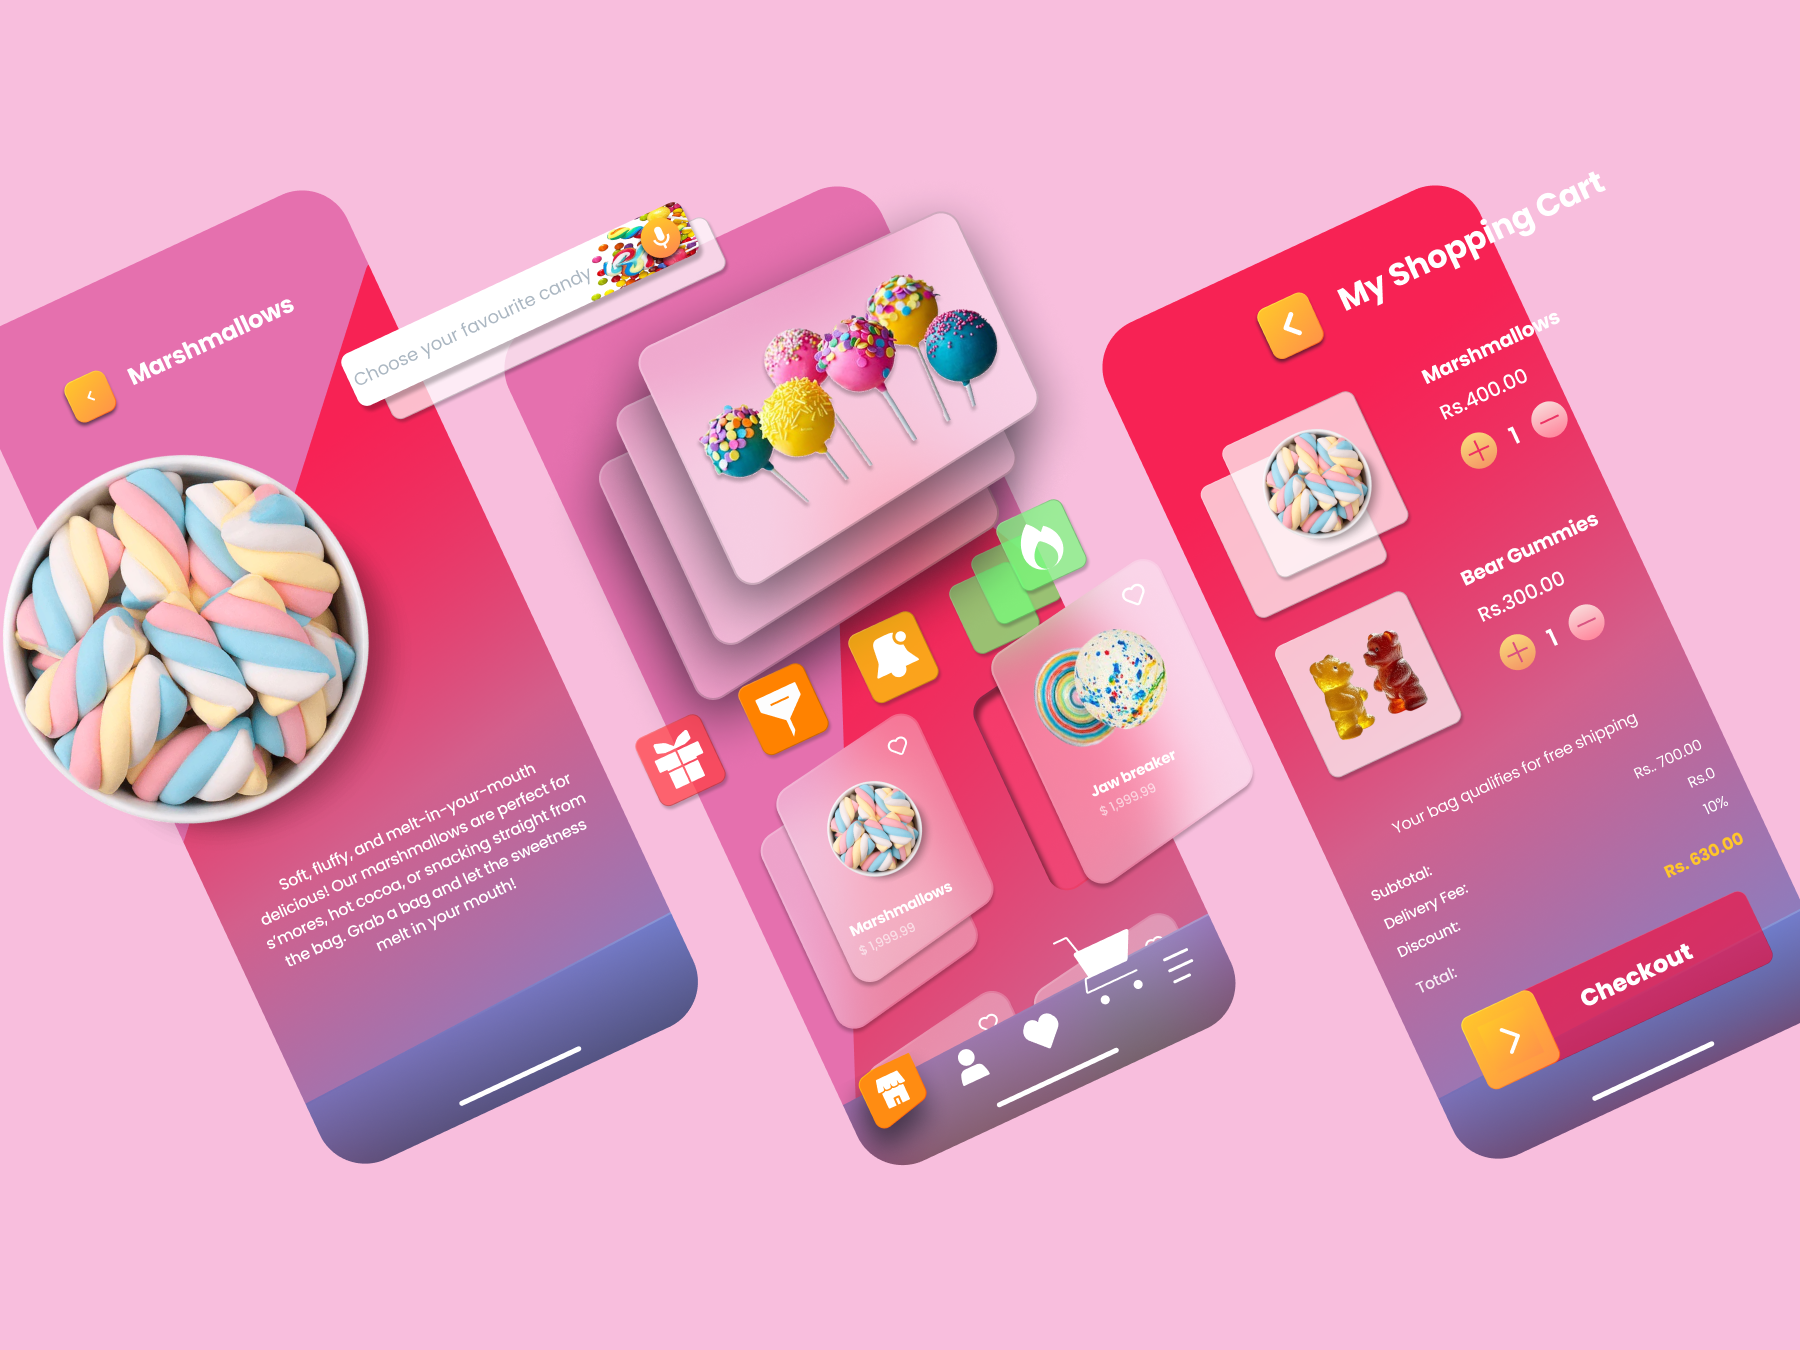 Marshmallows
Soft, fluffy, and melt-in-your-mouth
delicious! Our marshmallows are perfect for
s'mores, hot cocoa, or snacking straight from
the bag. Grab a bag and let the sweetness
melt in your mouth!
Choose your favourite candy
Marshmallows
$ 1,999.99
Jaw breaker
$ 1,999.99
My Shopping Cart
Marshmallows
Rs.400.00
1
Bear Gummies
Rs.300.00
1
Your bag qualifies for free shipping
Subtotal: Rs.. 700.00
Delivery Fee: Rs.0
Discount: 10%
Total: Rs. 630.00
Checkout